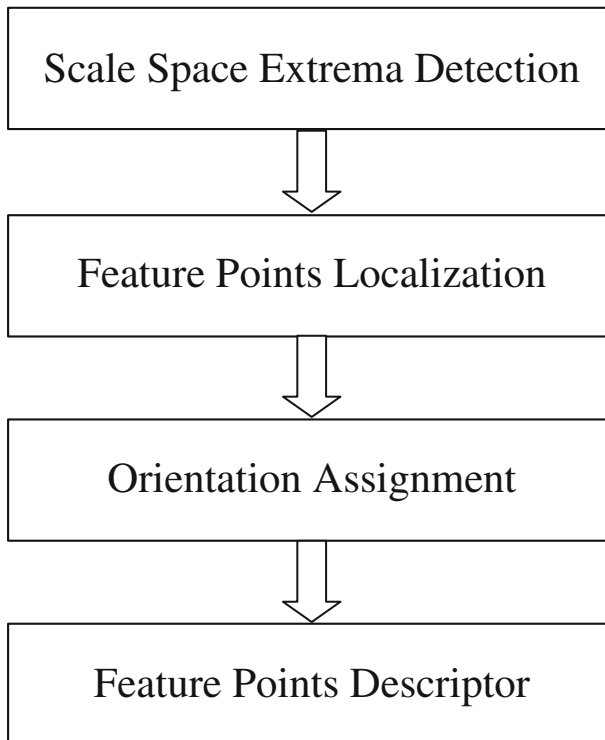 Scale Space Extrema Detection
Feature Points Localization
Orientation Assignment
Feature Points Descriptor